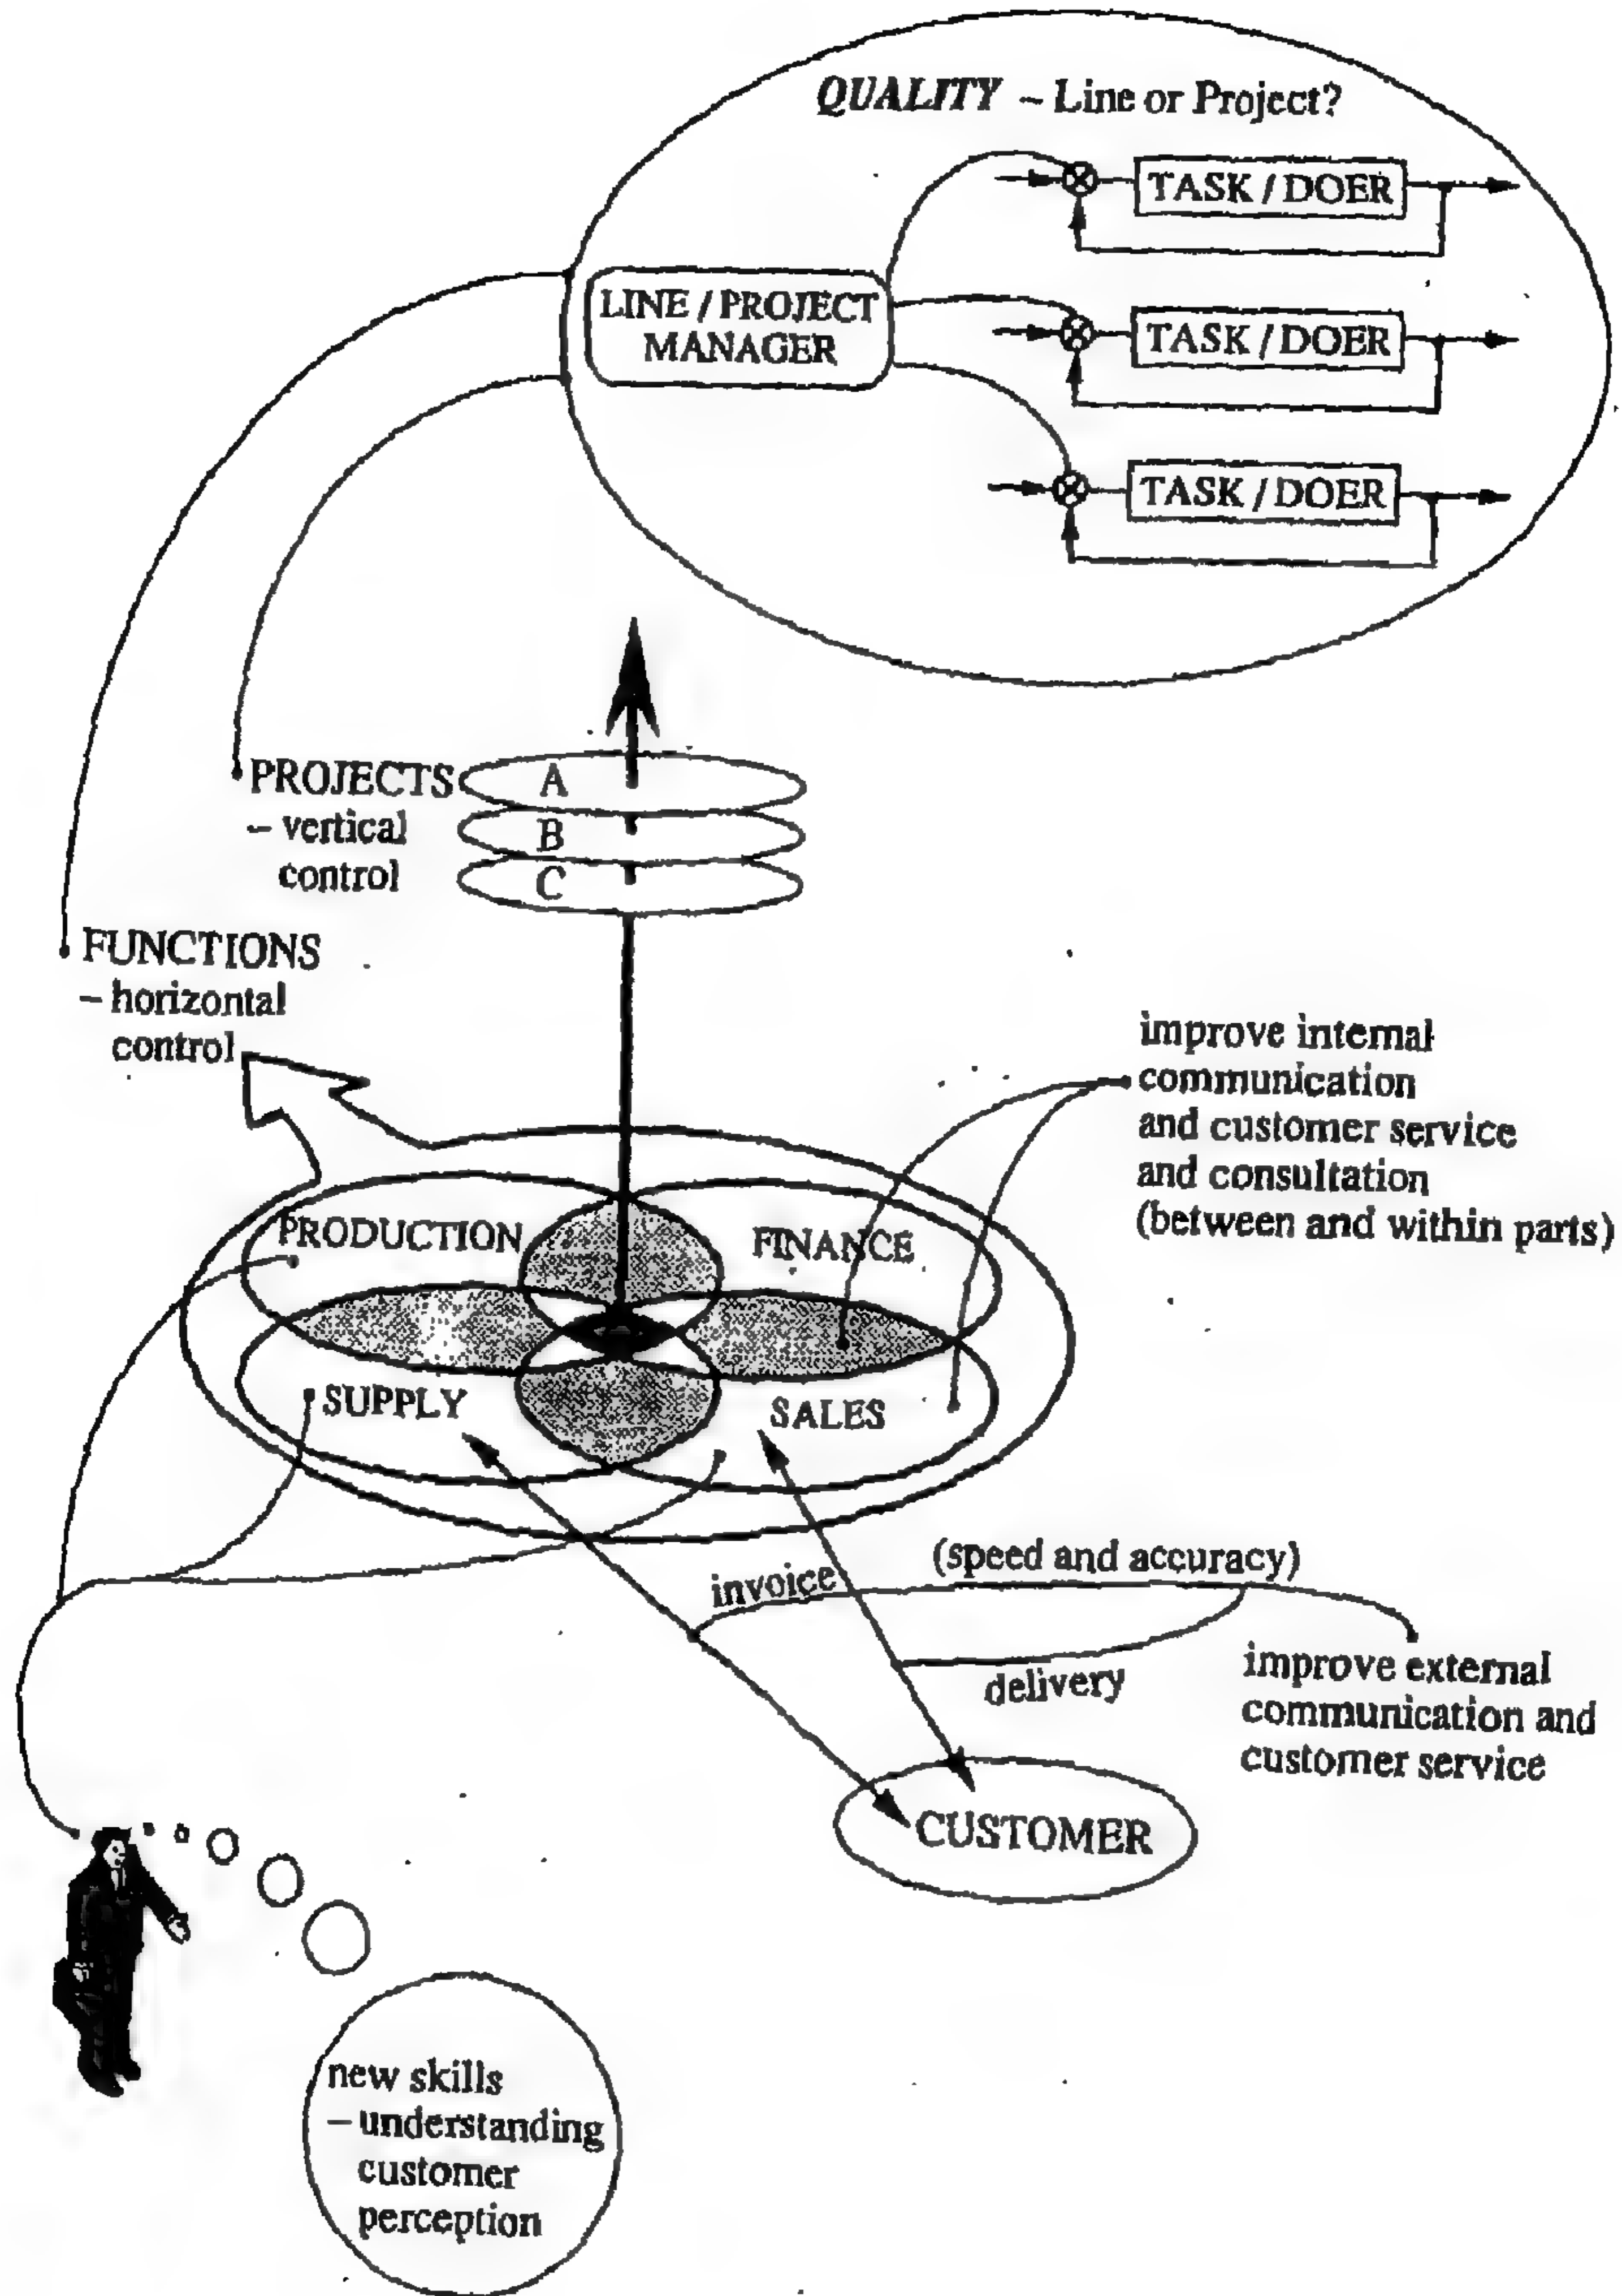 QUALITY – Line or Project?
TASK / DOER
LINE / PROJECT
MANAGER
TASK / DOER
TASK / DOER
PROJECTS
– vertical
control
A
B
C
FUNCTIONS
– horizontal
control
improve internal
communication
and customer service
and consultation
(between and within parts)
PRODUCTION
FINANCE
SUPPLY
SALES
(speed and accuracy)
invoice
delivery
improve external
communication and
customer service
CUSTOMER
new skills
– understanding
customer
perception